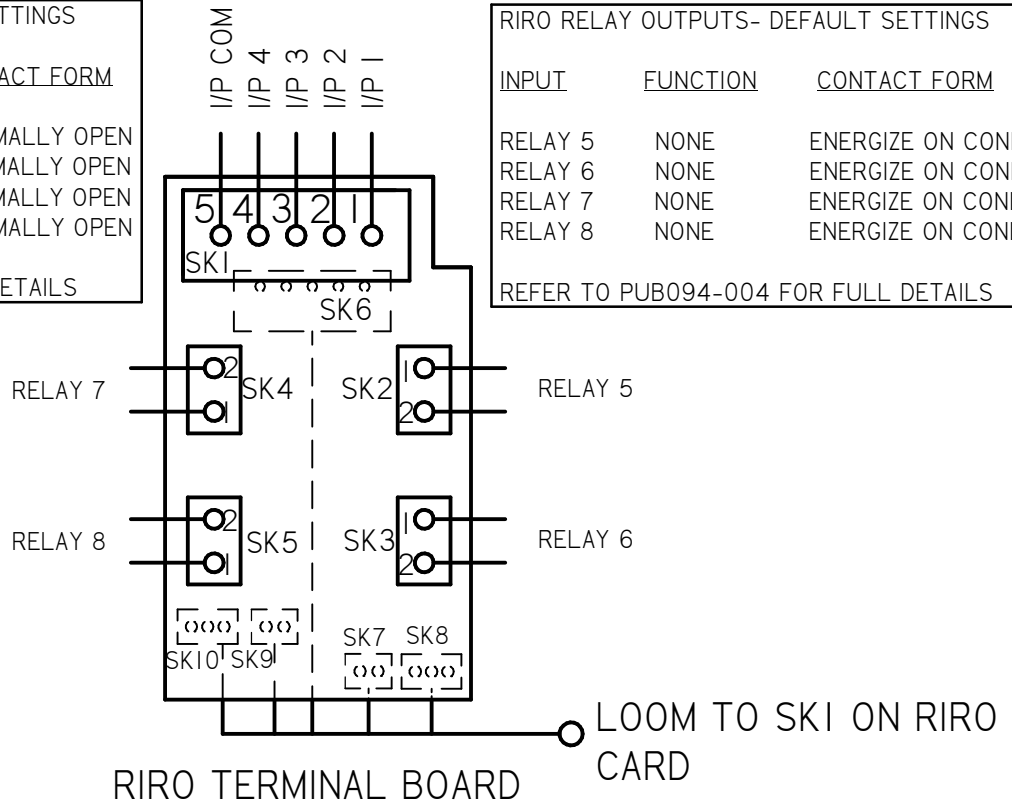 TTINGS
ACT FORM
MALLY OPEN
MALLY OPEN
MALLY OPEN
MALLY OPEN
ETAILS
I/P COM
I/P 4
I/P 3
I/P 2
I/P 1
RIRO RELAY OUTPUTS- DEFAULT SETTINGS
INPUT FUNCTION CONTACT FORM
RELAY 5 NONE ENERGIZE ON CON
RELAY 6 NONE ENERGIZE ON CON
RELAY 7 NONE ENERGIZE ON CON
RELAY 8 NONE ENERGIZE ON CON
REFER TO PUB094-004 FOR FULL DETAILS
5 4 3 2 1
SK1
SK6
RELAY 7
2
1
SK4
SK2
1
2
RELAY 5
RELAY 8
2
1
SK5
SK3
1
2
RELAY 6
SK10
SK9
SK7
SK8
LOOM TO SK1 ON RIRO
CARD
RIRO TERMINAL BOARD